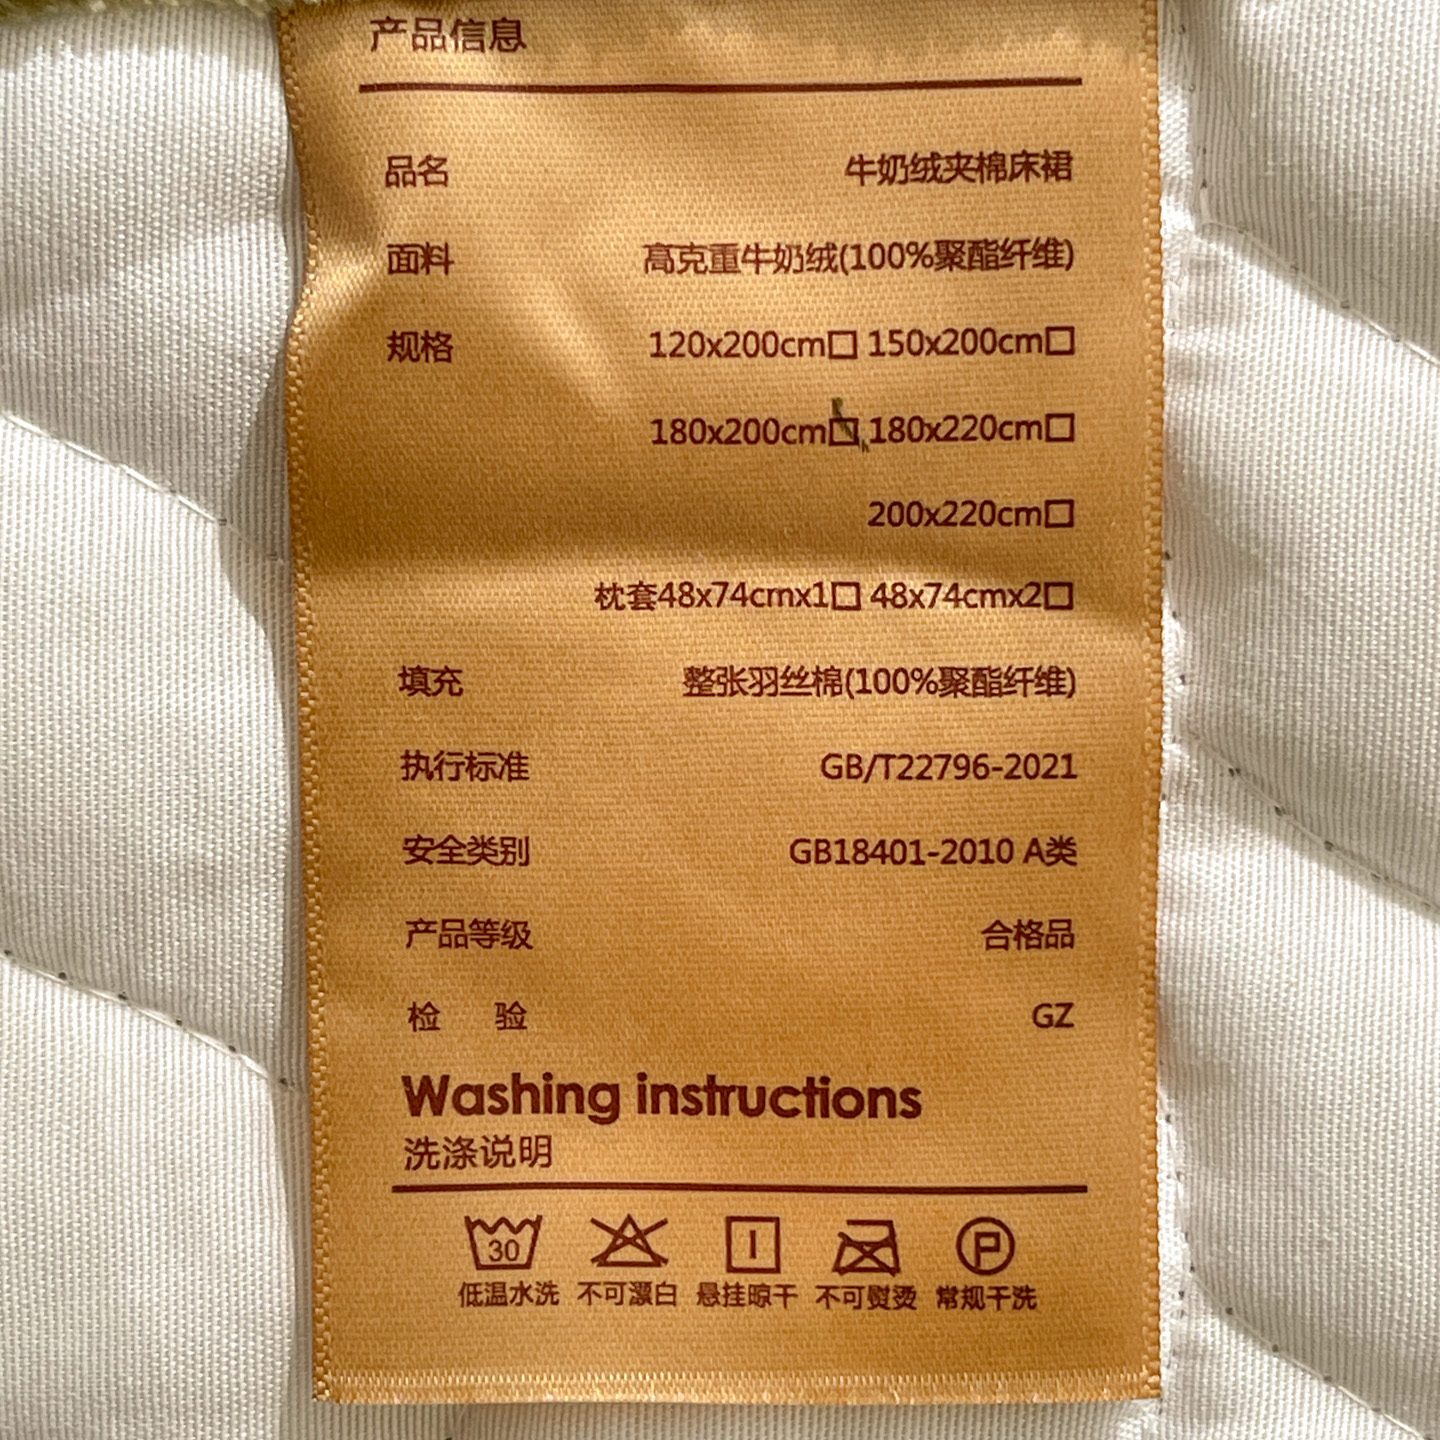 产品信息
品名 牛奶绒夹棉床裙
面料 高克重牛奶绒(100%聚酯纤维)
规格 120x200cm□ 150x200cm□
180x200cm□ 180x220cm□
200x220cm□
枕套48x74cmx1□ 48x74cmx2□
填充 整张羽丝棉(100%聚酯纤维)
执行标准 GB/T22796-2021
安全类别 GB18401-2010 A类
产品等级 合格品
检 验 GZ
Washing instructions
洗涤说明
30 P
低温水洗 不可漂白 悬挂晾干 不可熨烫 常规干洗